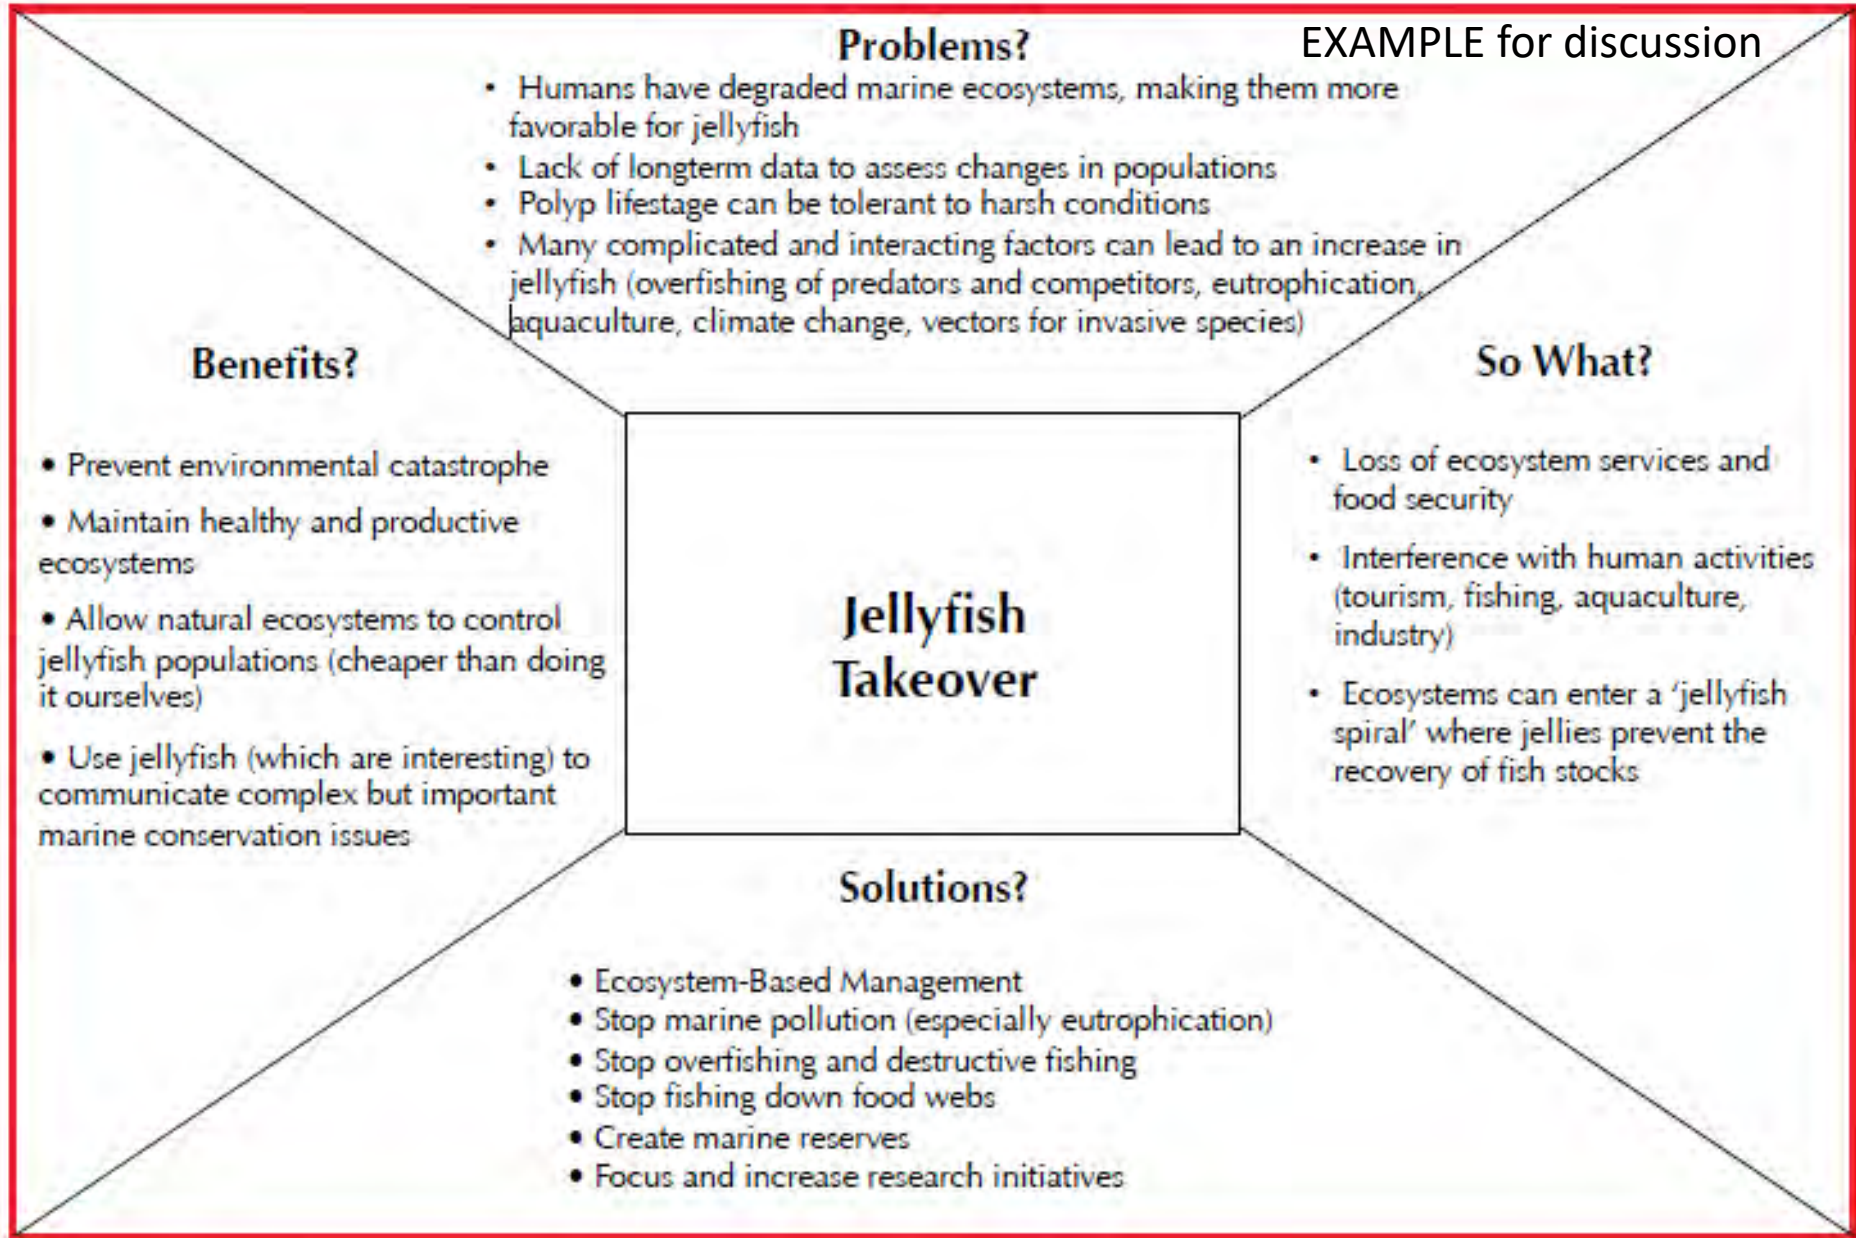 EXAMPLE for discussion
Problems?
• Humans have degraded marine ecosystems, making them more
favorable for jellyfish
• Lack of longterm data to assess changes in populations
• Polyp lifestage can be tolerant to harsh conditions
• Many complicated and interacting factors can lead to an increase in
jellyfish (overfishing of predators and competitors, eutrophication,
aquaculture, climate change, vectors for invasive species)
Benefits?
• Prevent environmental catastrophe
• Maintain healthy and productive
ecosystems
• Allow natural ecosystems to control
jellyfish populations (cheaper than doing
it ourselves)
• Use jellyfish (which are interesting) to
communicate complex but important
marine conservation issues
Jellyfish
Takeover
So What?
• Loss of ecosystem services and
food security
• Interference with human activities
(tourism, fishing, aquaculture,
industry)
• Ecosystems can enter a ‘jellyfish
spiral’ where jellies prevent the
recovery of fish stocks
Solutions?
• Ecosystem-Based Management
• Stop marine pollution (especially eutrophication)
• Stop overfishing and destructive fishing
• Stop fishing down food webs
• Create marine reserves
• Focus and increase research initiatives